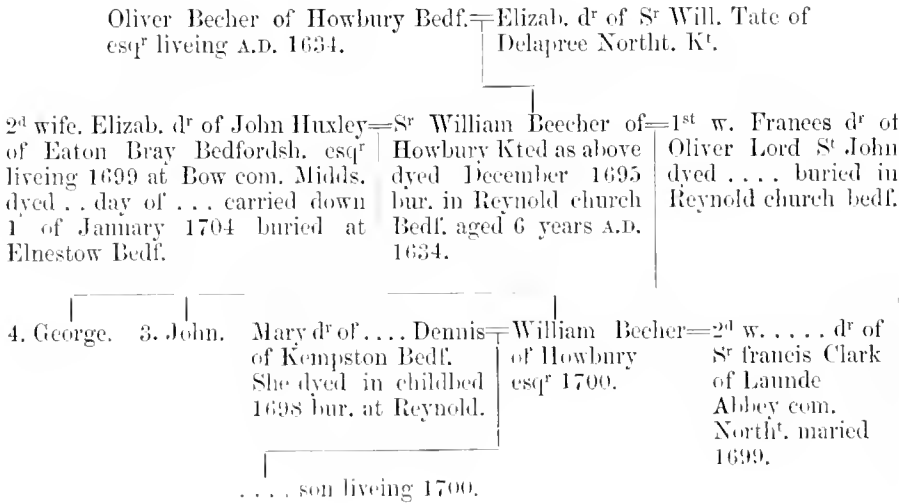 Oliver Becher of Howbury Bedf.=Elizab. dʳ of Sʳ Will. Tate of
esqʳ liveing A.D. 1634. Delapree Northt. Kᵗ.
2ᵈ wife. Elizab. dʳ of John Huxley=Sʳ William Beecher of=1ˢᵗ w. Frances dʳ of
of Eaton Bray Bedfordsh. esqʳ Howbury Kted as above Oliver Lord Sᵗ John
liveing 1699 at Bow com. Midds. dyed December 1695 dyed .... buried in
dyed .. day of ... carried down bur. in Reynold church Reynold church bedf.
1 of January 1704 buried at Bedf. aged 6 years A.D.
Elnestow Bedf. 1634.
4. George. 3. John. Mary dʳ of .... Dennis=William Becher=2ᵈ w. .... dʳ of
of Kempston Bedf. of Howbury Sʳ francis Clark
She dyed in childbed esqʳ 1700. of Launde
1698 bur. at Reynold. Abbey com.
Northᵗ. maried
1699.
.... son liveing 1700.